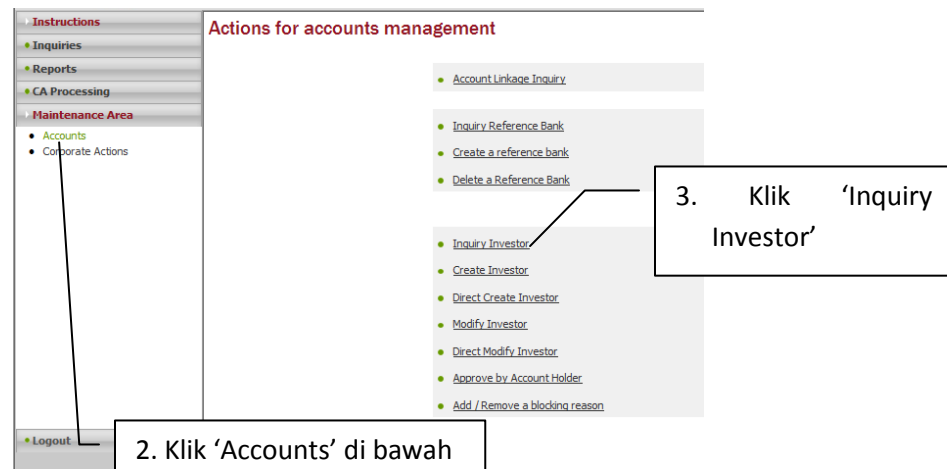 Instructions
Inquiries
Reports
CA Processing
Maintenance Area
Accounts
Corporate Actions
Logout
Actions for accounts management
Account Linkage Inquiry
Inquiry Reference Bank
Create a reference bank
Delete a Reference Bank
Inquiry Investor
Create Investor
Direct Create Investor
Modify Investor
Direct Modify Investor
Approve by Account Holder
Add / Remove a blocking reason
3. Klik ‘Inquiry
Investor’
2. Klik ‘Accounts’ di bawah